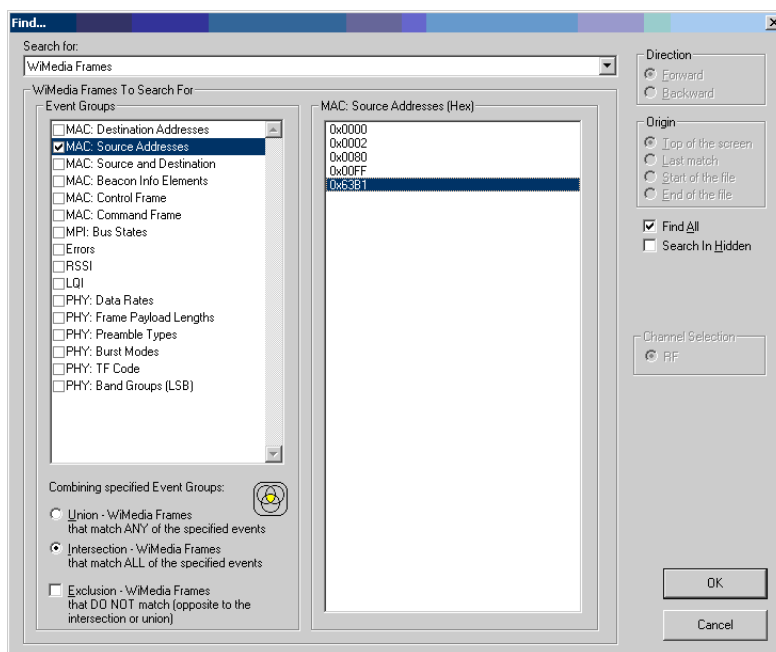 Find...
Search for:
WiMedia Frames
WiMedia Frames To Search For
Event Groups
MAC: Destination Addresses
MAC: Source Addresses
MAC: Source and Destination
MAC: Beacon Info Elements
MAC: Control Frame
MAC: Command Frame
MPI: Bus States
Errors
RSSI
LQI
PHY: Data Rates
PHY: Frame Payload Lengths
PHY: Preamble Types
PHY: Burst Modes
PHY: TF Code
PHY: Band Groups (LSB)
Combining specified Event Groups:
Union - WiMedia Frames
that match ANY of the specified events
Intersection - WiMedia Frames
that match ALL of the specified events
Exclusion - WiMedia Frames
that DO NOT match (opposite to the
intersection or union)
MAC: Source Addresses (Hex)
0x0000
0x0002
0x0080
0x00FF
0x63B1
Direction
Forward
Backward
Origin
Top of the screen
Last match
Start of the file
End of the file
Find All
Search In Hidden
Channel Selection
RF
OK
Cancel